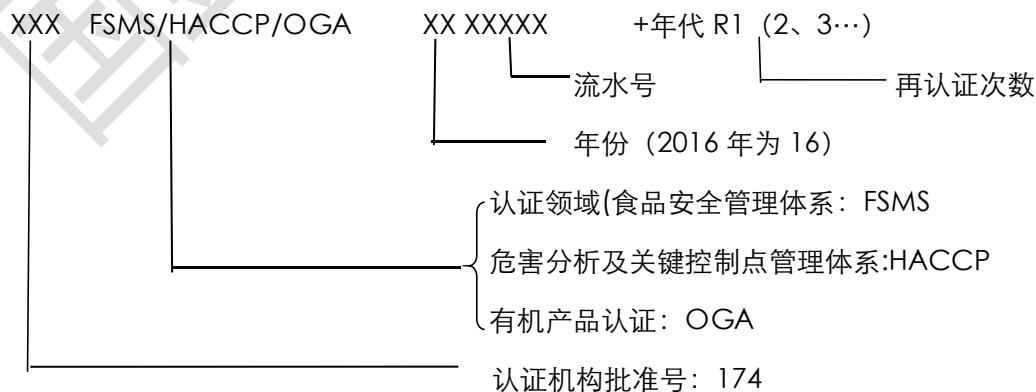 XXX FSMS/HACCP/OGA XX XXXXX +年代 R1（2、3…）
流水号
再认证次数
年份（2016 年为 16）
认证领域(食品安全管理体系：FSMS
危害分析及关键控制点管理体系:HACCP
有机产品认证：OGA
认证机构批准号：174